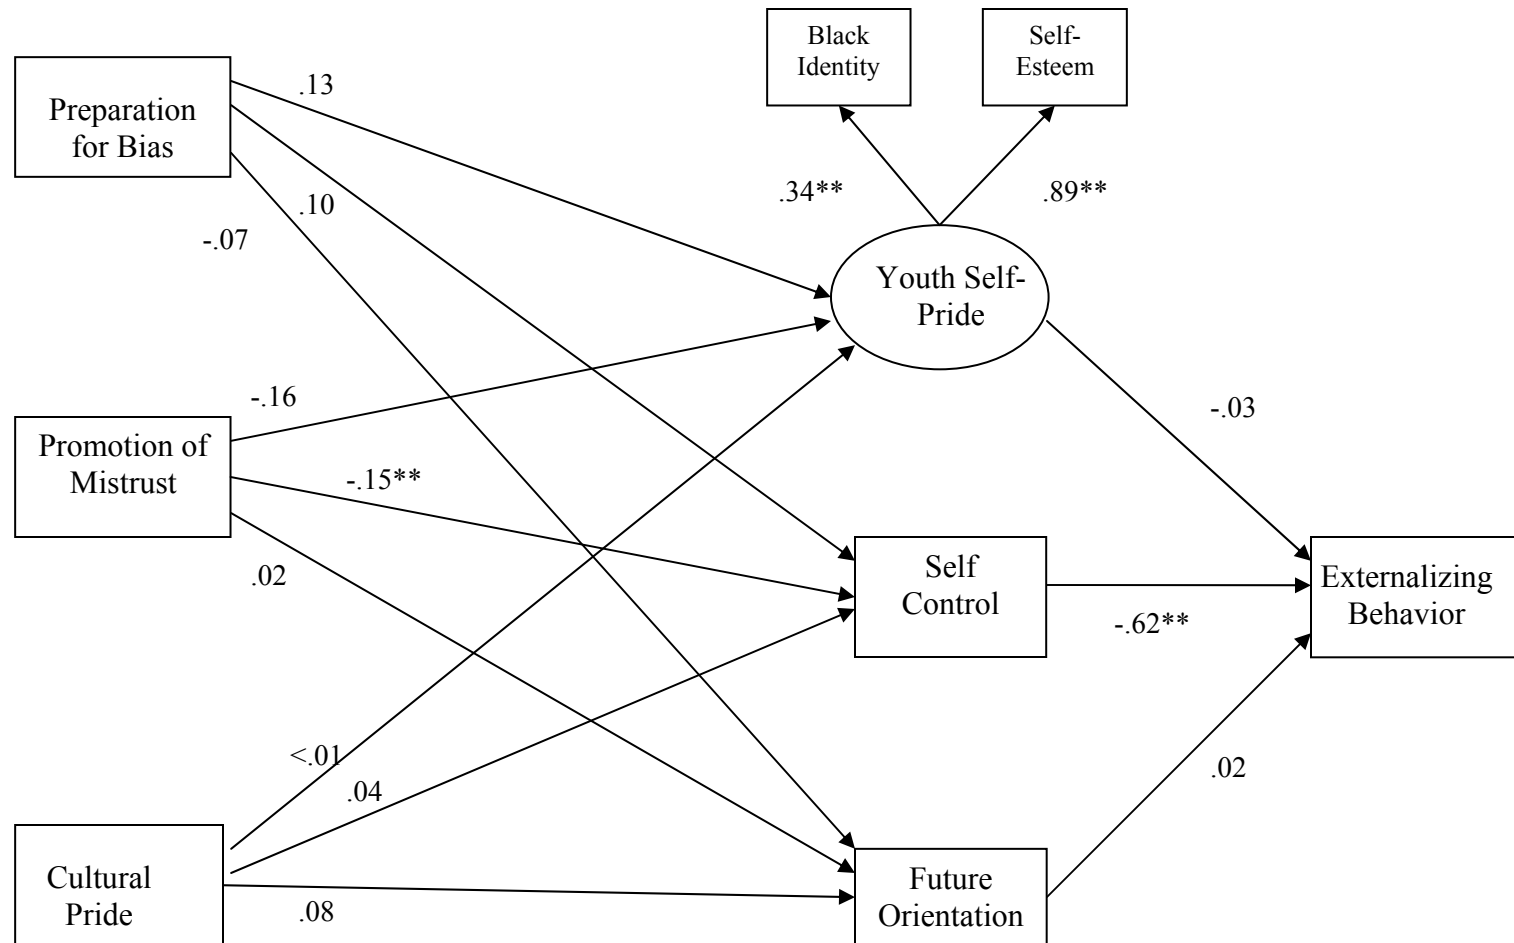 Black
Identity
Self-
Esteem
Preparation
for Bias
.13
.10
-.07
.34**
.89**
Youth Self-
Pride
-.16
-.03
Promotion of
Mistrust
-.15**
.02
Self
Control
-.62**
Externalizing
Behavior
<.01
.04
.02
Cultural
Pride
.08
Future
Orientation